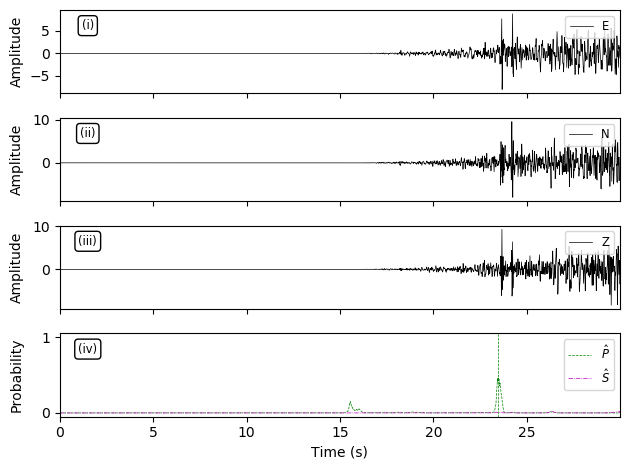 (i)
E
5
0
−5
Amplitude
(ii)
N
10
0
Amplitude
(iii)
Z
10
0
Amplitude
(iv)
P̂
Ŝ
1
0
Probability
0 5 10 15 20 25
Time (s)